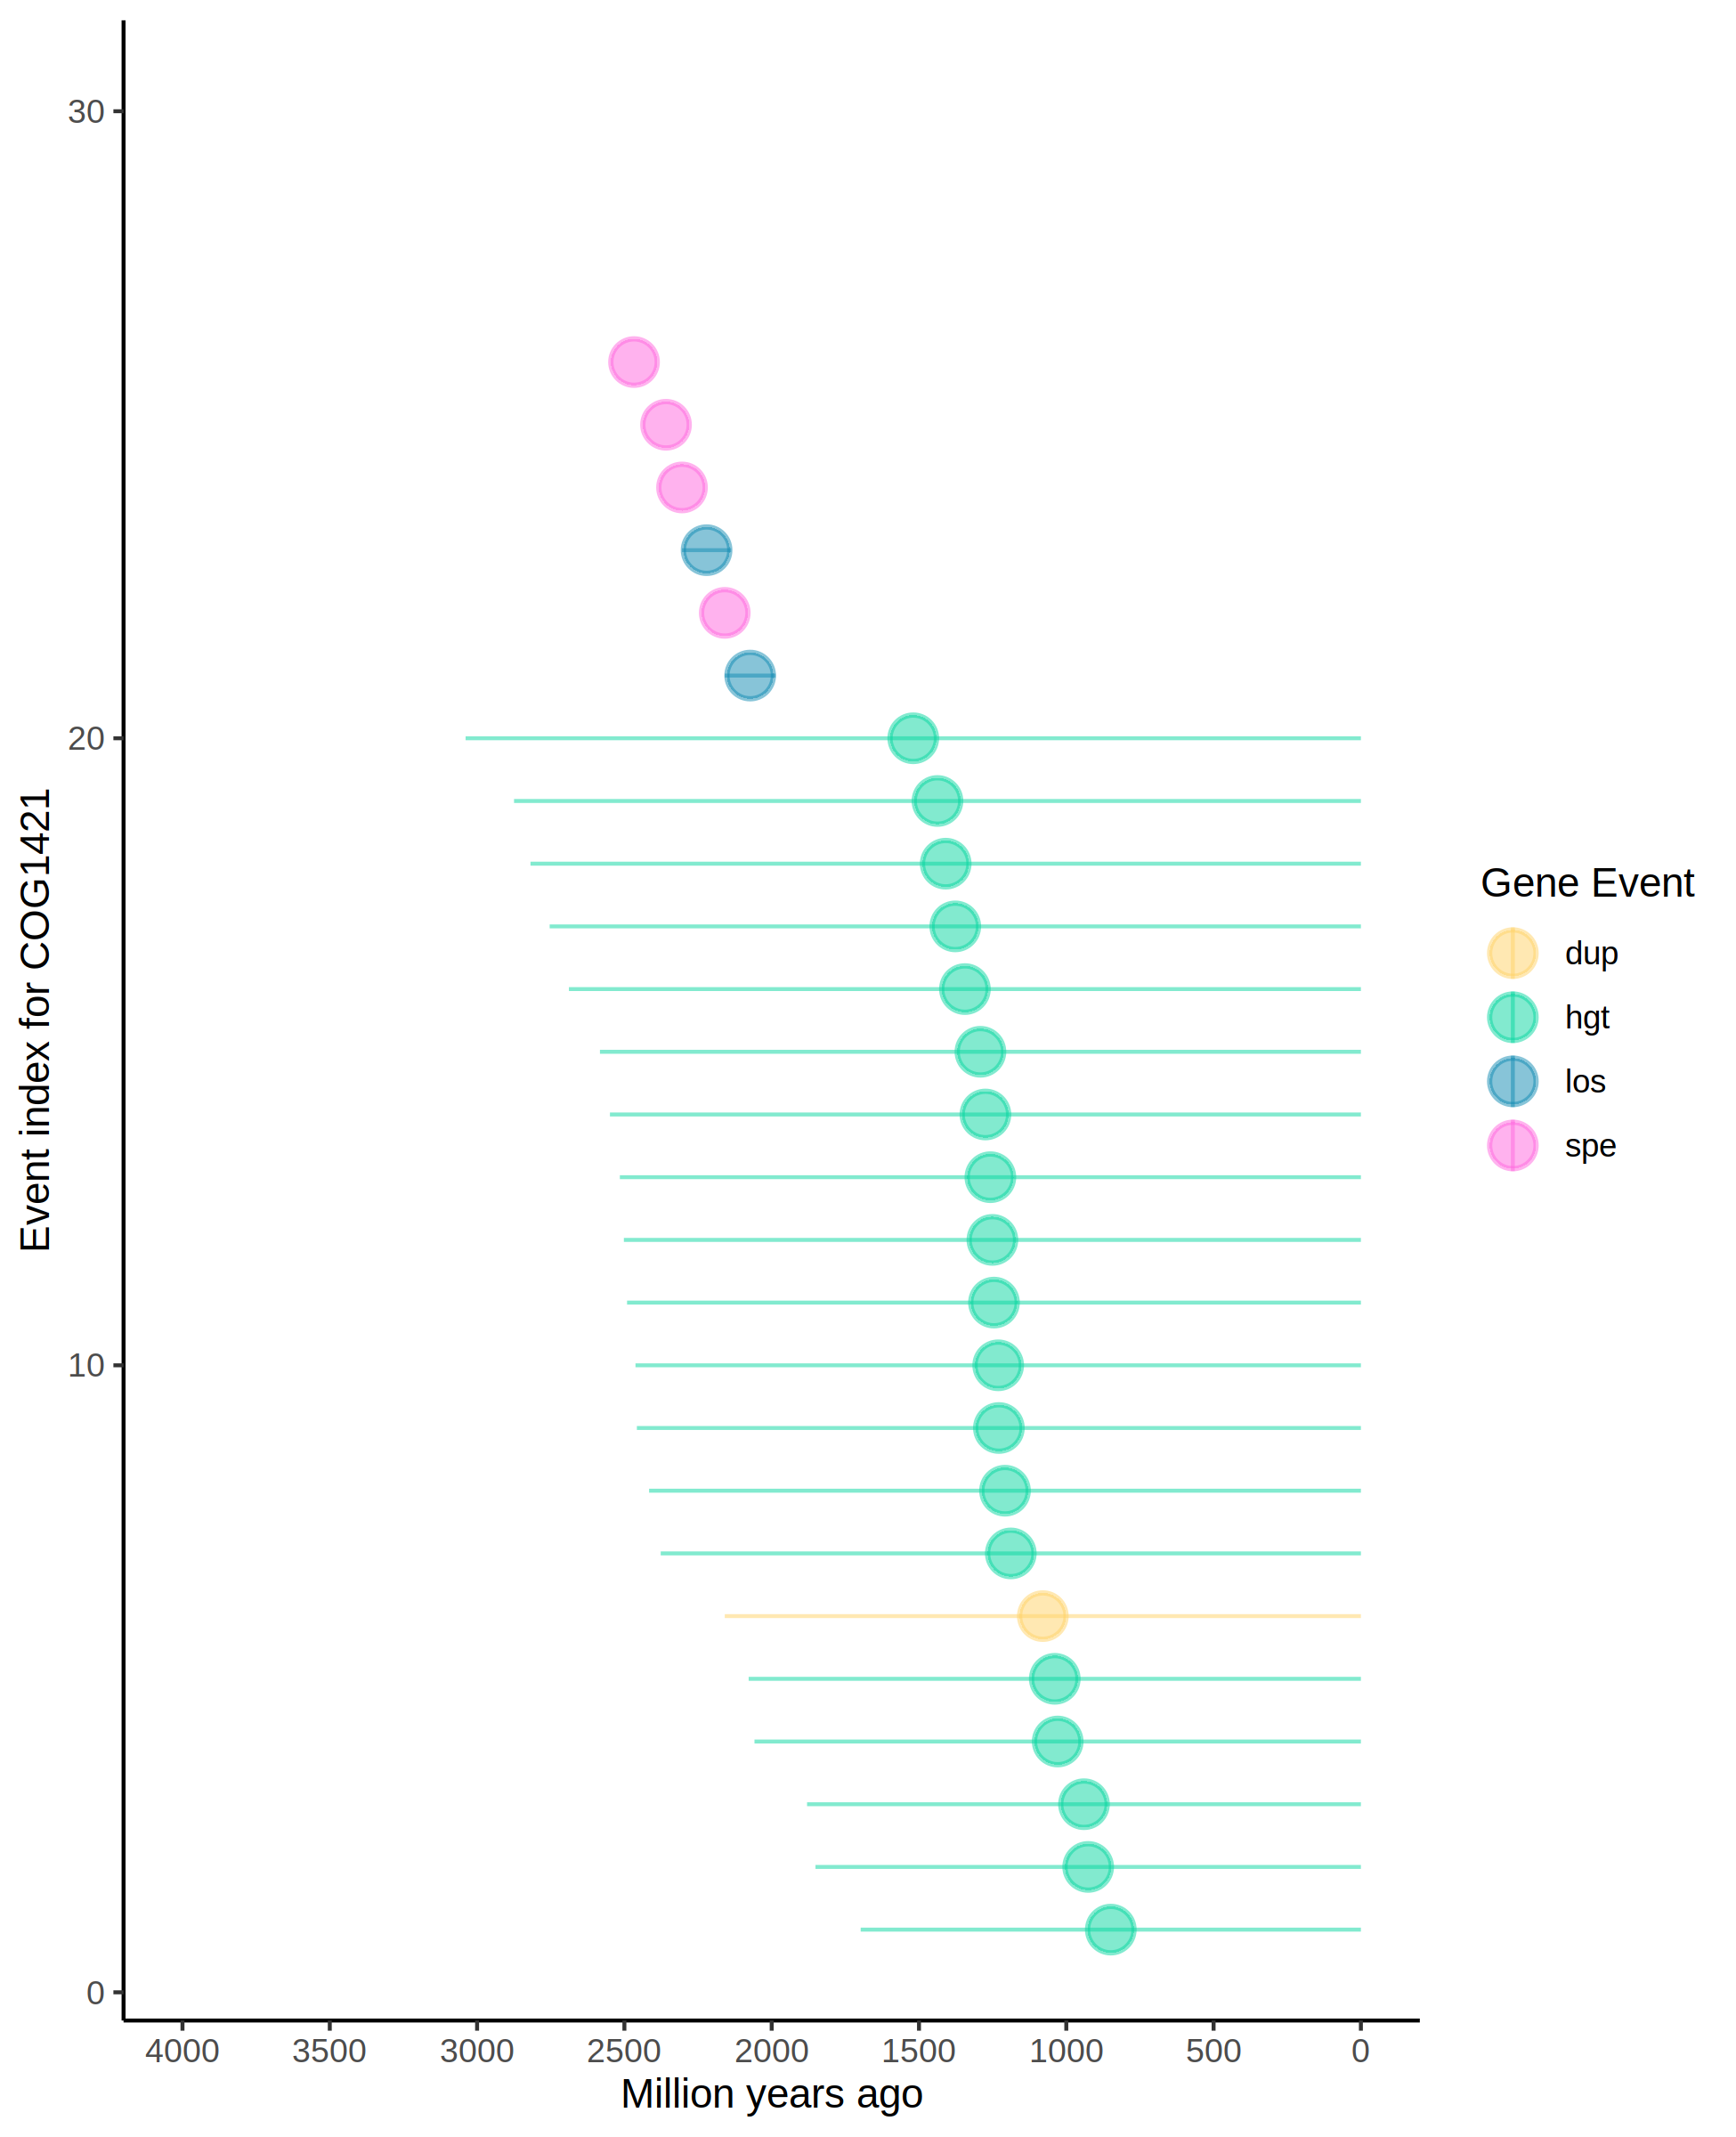 30
20
10
0
Event index for COG1421
4000 3500 3000 2500 2000 1500 1000 500 0
Million years ago
Gene Event
dup
hgt
los
spe